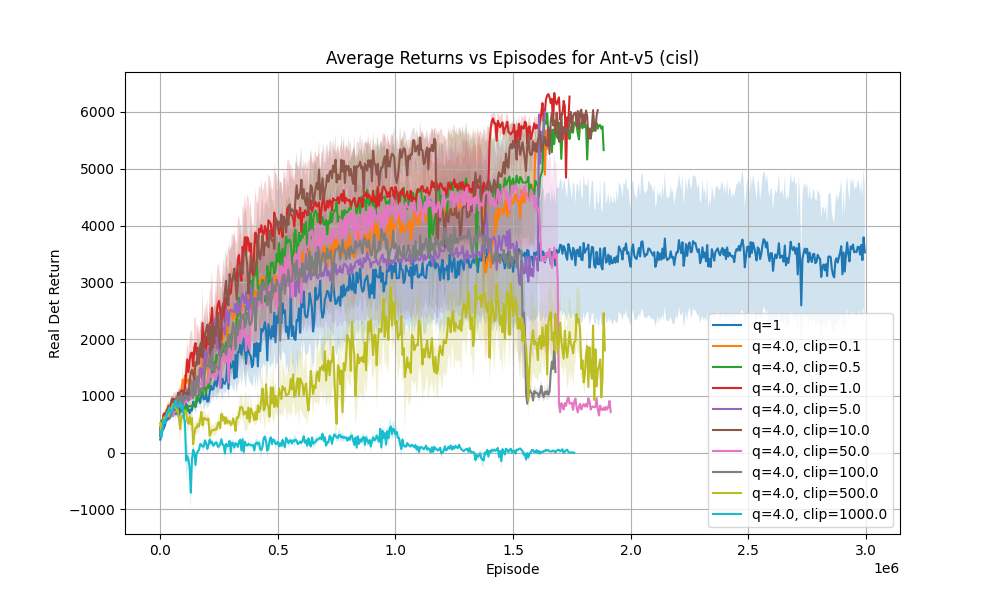 Average Returns vs Episodes for Ant-v5 (cisl)
Real Det Return
6000
5000
4000
3000
2000
1000
0
−1000
0.0
0.5
1.0
1.5
2.0
2.5
3.0
1e6
Episode
q=1
q=4.0, clip=0.1
q=4.0, clip=0.5
q=4.0, clip=1.0
q=4.0, clip=5.0
q=4.0, clip=10.0
q=4.0, clip=50.0
q=4.0, clip=100.0
q=4.0, clip=500.0
q=4.0, clip=1000.0